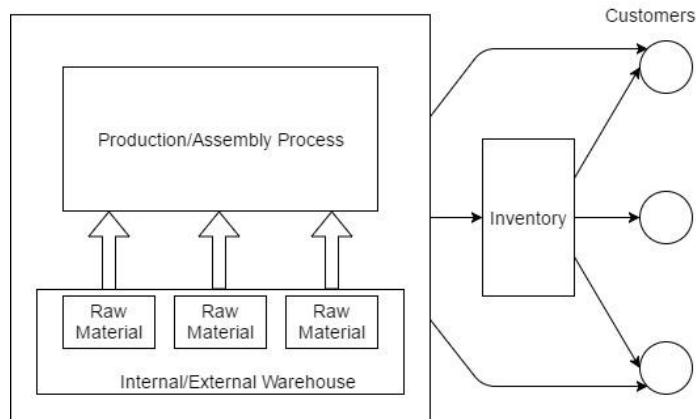 Customers
Production/Assembly Process
Inventory
Raw
Material
Raw
Material
Raw
Material
Internal/External Warehouse